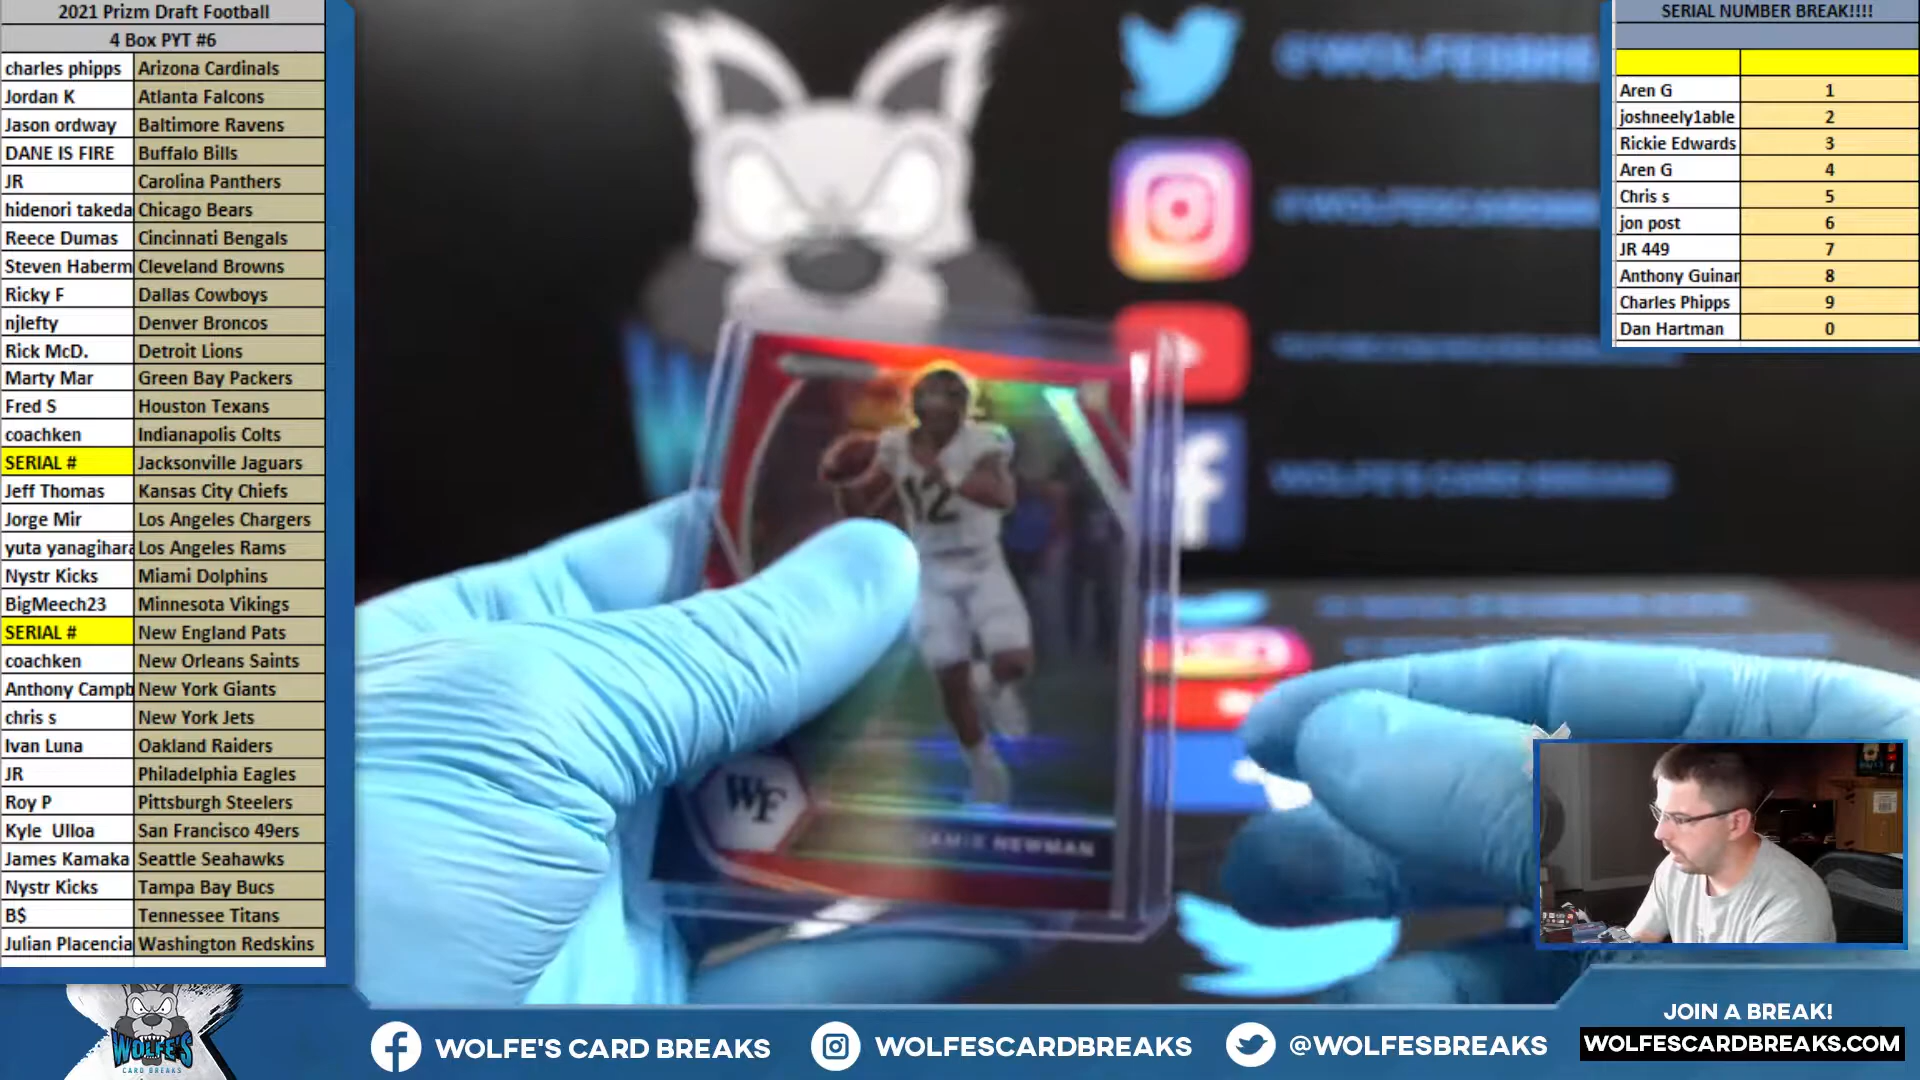 2021 Prizm Draft Football
4 Box PYT #6
charles phipps Arizona Cardinals
Jordan K Atlanta Falcons
Jason ordway Baltimore Ravens
DANE IS FIRE Buffalo Bills
JR Carolina Panthers
hidenori takeda Chicago Bears
Reece Dumas Cincinnati Bengals
Steven Haberm Cleveland Browns
Ricky F Dallas Cowboys
njlefty Denver Broncos
Rick McD. Detroit Lions
Marty Mar Green Bay Packers
Fred S Houston Texans
coachken Indianapolis Colts
SERIAL # Jacksonville Jaguars
Jeff Thomas Kansas City Chiefs
Jorge Mir Los Angeles Chargers
yuta yanagihara Los Angeles Rams
Nystr Kicks Miami Dolphins
BigMeech23 Minnesota Vikings
SERIAL # New England Pats
coachken New Orleans Saints
Anthony Campb New York Giants
chris s New York Jets
Ivan Luna Oakland Raiders
JR Philadelphia Eagles
Roy P Pittsburgh Steelers
Kyle Ulloa San Francisco 49ers
James Kamaka Seattle Seahawks
Nystr Kicks Tampa Bay Bucs
B$ Tennessee Titans
Julian Placencia Washington Redskins
SERIAL NUMBER BREAK!!!!
Aren G 1
joshneely1able 2
Rickie Edwards 3
Aren G 4
Chris s 5
jon post 6
JR 449 7
Anthony Guinan 8
Charles Phipps 9
Dan Hartman 0
WOLFE'S CARD BREAKS
12
WF
JAMIE NEWMAN
WOLFE'S
CARD BREAKS
WOLFE'S CARD BREAKS
WOLFESCARDBREAKS
@WOLFESBREAKS
JOIN A BREAK!
WOLFESCARDBREAKS.COM